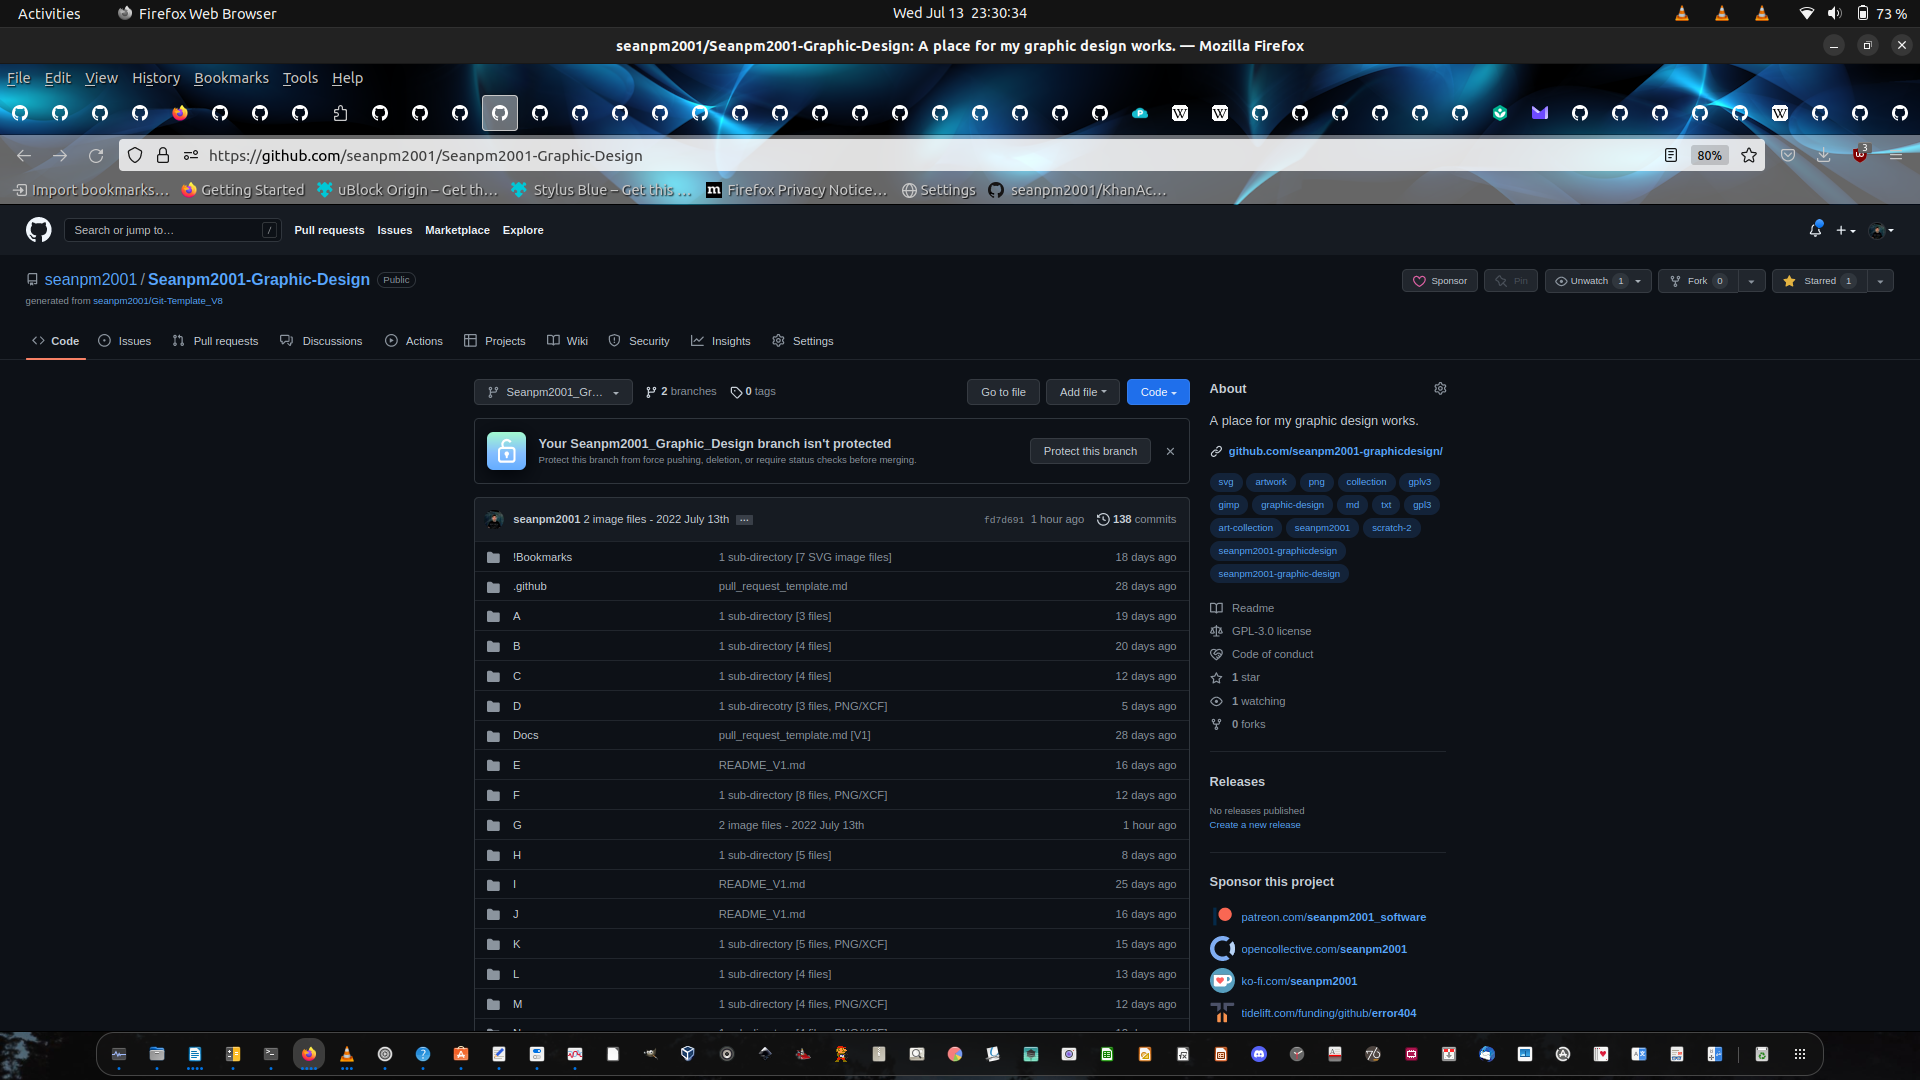 Activities Firefox Web Browser Wed Jul 13 23:30:34 73 %
seanpm2001/Seanpm2001-Graphic-Design: A place for my graphic design works. — Mozilla Firefox
File Edit View History Bookmarks Tools Help
https://github.com/seanpm2001/Seanpm2001-Graphic-Design 80% 3
Import bookmarks… Getting Started uBlock Origin – Get th… Stylus Blue – Get this … Firefox Privacy Notice… Settings seanpm2001/KhanAc…
Search or jump to… / Pull requests Issues Marketplace Explore
seanpm2001 / Seanpm2001-Graphic-Design Public Sponsor Pin Unwatch 1 Fork 0 Starred 1
generated from seanpm2001/Git-Template_V8
Code Issues Pull requests Discussions Actions Projects Wiki Security Insights Settings
Seanpm2001_Gr… 2 branches 0 tags Go to file Add file Code
Your Seanpm2001_Graphic_Design branch isn't protected
Protect this branch from force pushing, deletion, or require status checks before merging.
Protect this branch
seanpm2001 2 image files - 2022 July 13th … fd7d691 1 hour ago 138 commits
!Bookmarks 1 sub-directory [7 SVG image files] 18 days ago
.github pull_request_template.md 28 days ago
A 1 sub-directory [3 files] 19 days ago
B 1 sub-directory [4 files] 20 days ago
C 1 sub-directory [4 files] 12 days ago
D 1 sub-direcotry [3 files, PNG/XCF] 5 days ago
Docs pull_request_template.md [V1] 28 days ago
E README_V1.md 16 days ago
F 1 sub-directory [8 files, PNG/XCF] 12 days ago
G 2 image files - 2022 July 13th 1 hour ago
H 1 sub-directory [5 files] 8 days ago
I README_V1.md 25 days ago
J README_V1.md 16 days ago
K 1 sub-directory [5 files, PNG/XCF] 15 days ago
L 1 sub-directory [4 files] 13 days ago
M 1 sub-directory [4 files, PNG/XCF] 12 days ago
About
A place for my graphic design works.
github.com/seanpm2001-graphicdesign/
svg artwork png collection gplv3
gimp graphic-design md txt gpl3
art-collection seanpm2001 scratch-2
seanpm2001-graphicdesign
seanpm2001-graphic-design
Readme
GPL-3.0 license
Code of conduct
1 star
1 watching
0 forks
Releases
No releases published
Create a new release
Sponsor this project
patreon.com/seanpm2001_software
opencollective.com/seanpm2001
ko-fi.com/seanpm2001
tidelift.com/funding/github/error404